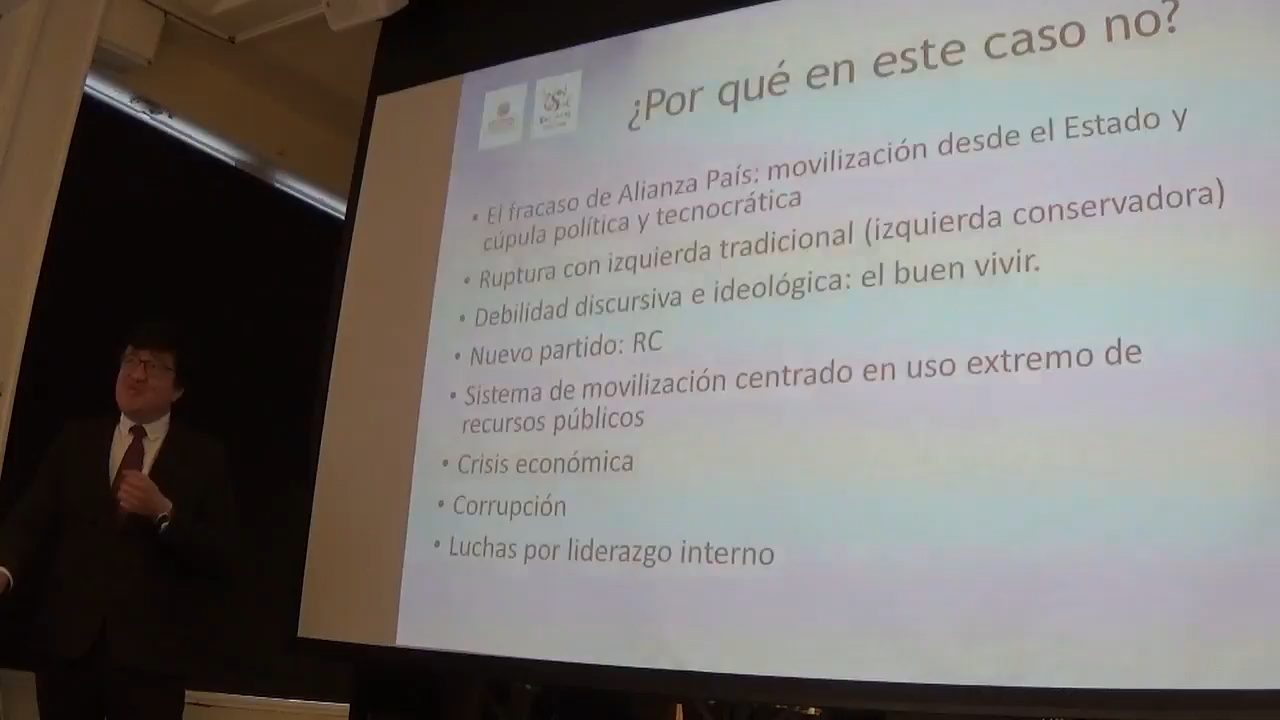 ¿Por qué en este caso no?
• El fracaso de Alianza País: movilización desde el Estado y
cúpula política y tecnocrática
• Ruptura con izquierda tradicional (izquierda conservadora)
• Debilidad discursiva e ideológica: el buen vivir.
• Nuevo partido: RC
• Sistema de movilización centrado en uso extremo de
recursos públicos
• Crisis económica
• Corrupción
• Luchas por liderazgo interno